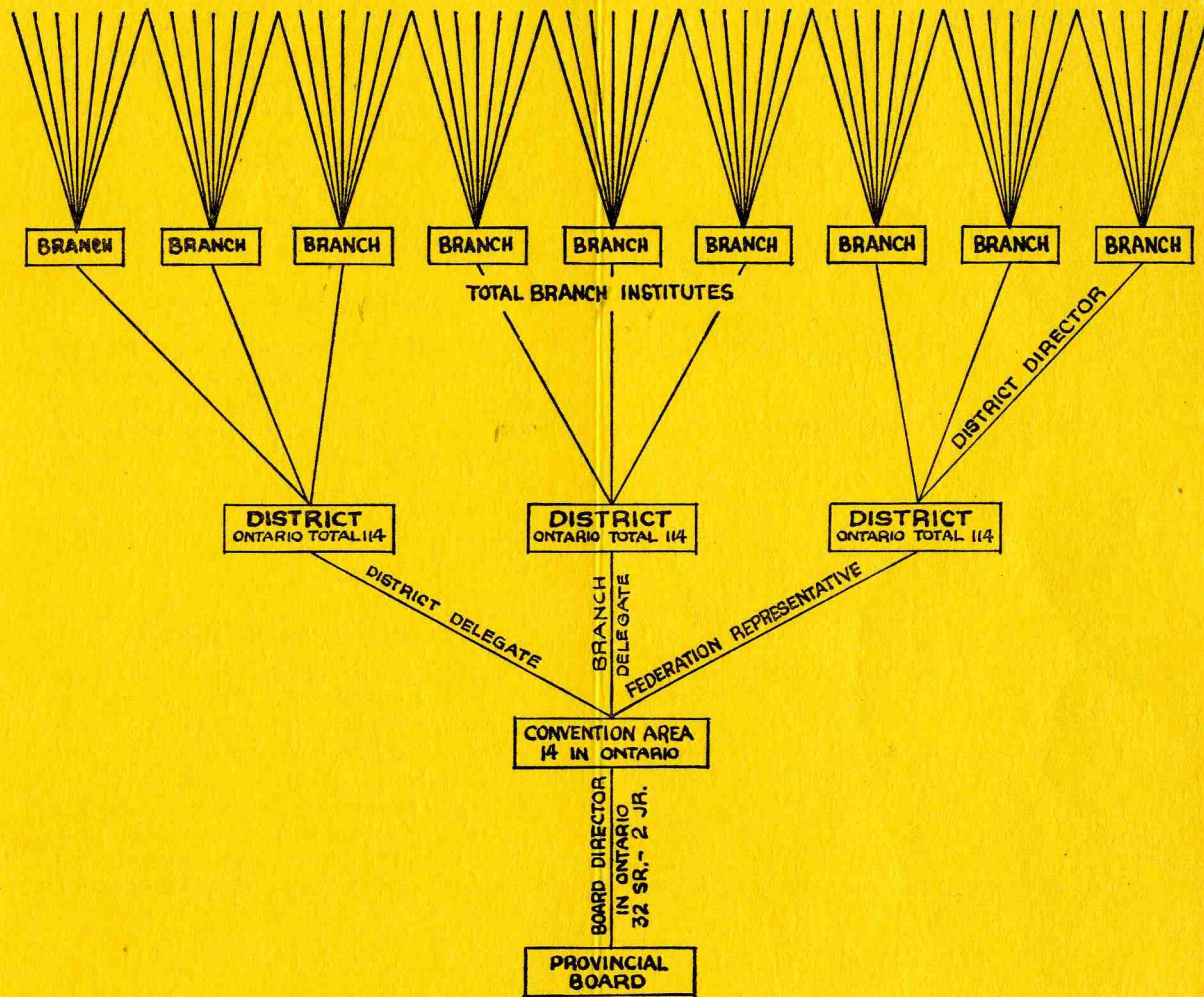 BRANCH
BRANCH
BRANCH
BRANCH
BRANCH
BRANCH
BRANCH
BRANCH
BRANCH
TOTAL BRANCH INSTITUTES
DISTRICT DIRECTOR
DISTRICT
ONTARIO TOTAL 114
DISTRICT
ONTARIO TOTAL 114
DISTRICT
ONTARIO TOTAL 114
DISTRICT DELEGATE
BRANCH
DELEGATE
FEDERATION REPRESENTATIVE
CONVENTION AREA
14 IN ONTARIO
BOARD DIRECTOR
IN ONTARIO
32 SR.- 2 JR.
PROVINCIAL
BOARD